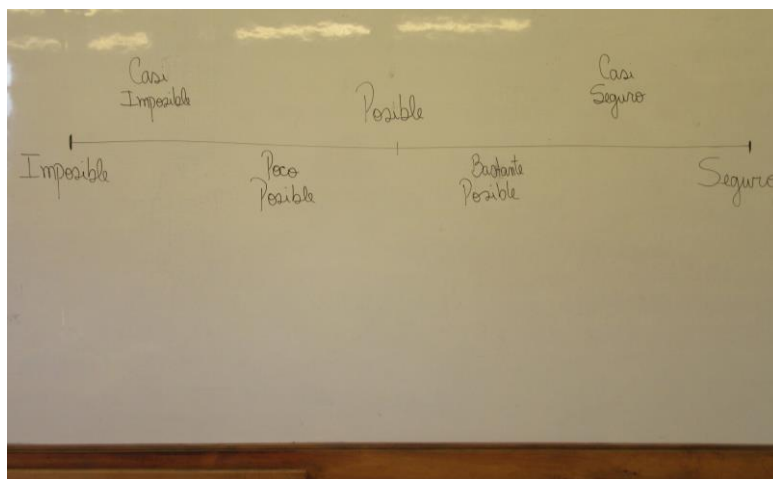 Casi
Imposible
Posible
Casi
Seguro
Imposible
Poco
Posible
Bastante
Posible
Seguro